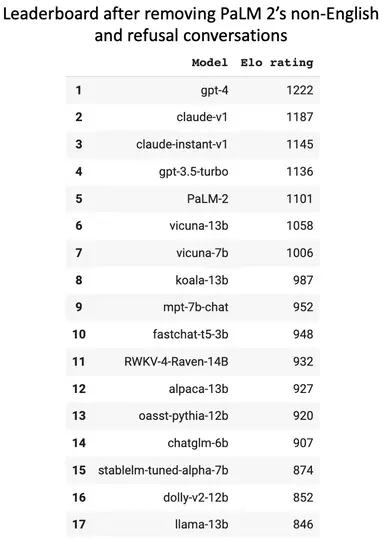 Leaderboard after removing PaLM 2's non-English
and refusal conversations
Model Elo rating
1 gpt-4 1222
2 claude-v1 1187
3 claude-instant-v1 1145
4 gpt-3.5-turbo 1136
5 PaLM-2 1101
6 vicuna-13b 1058
7 vicuna-7b 1006
8 koala-13b 987
9 mpt-7b-chat 952
10 fastchat-t5-3b 948
11 RWKV-4-Raven-14B 932
12 alpaca-13b 927
13 oasst-pythia-12b 920
14 chatglm-6b 907
15 stablelm-tuned-alpha-7b 874
16 dolly-v2-12b 852
17 llama-13b 846